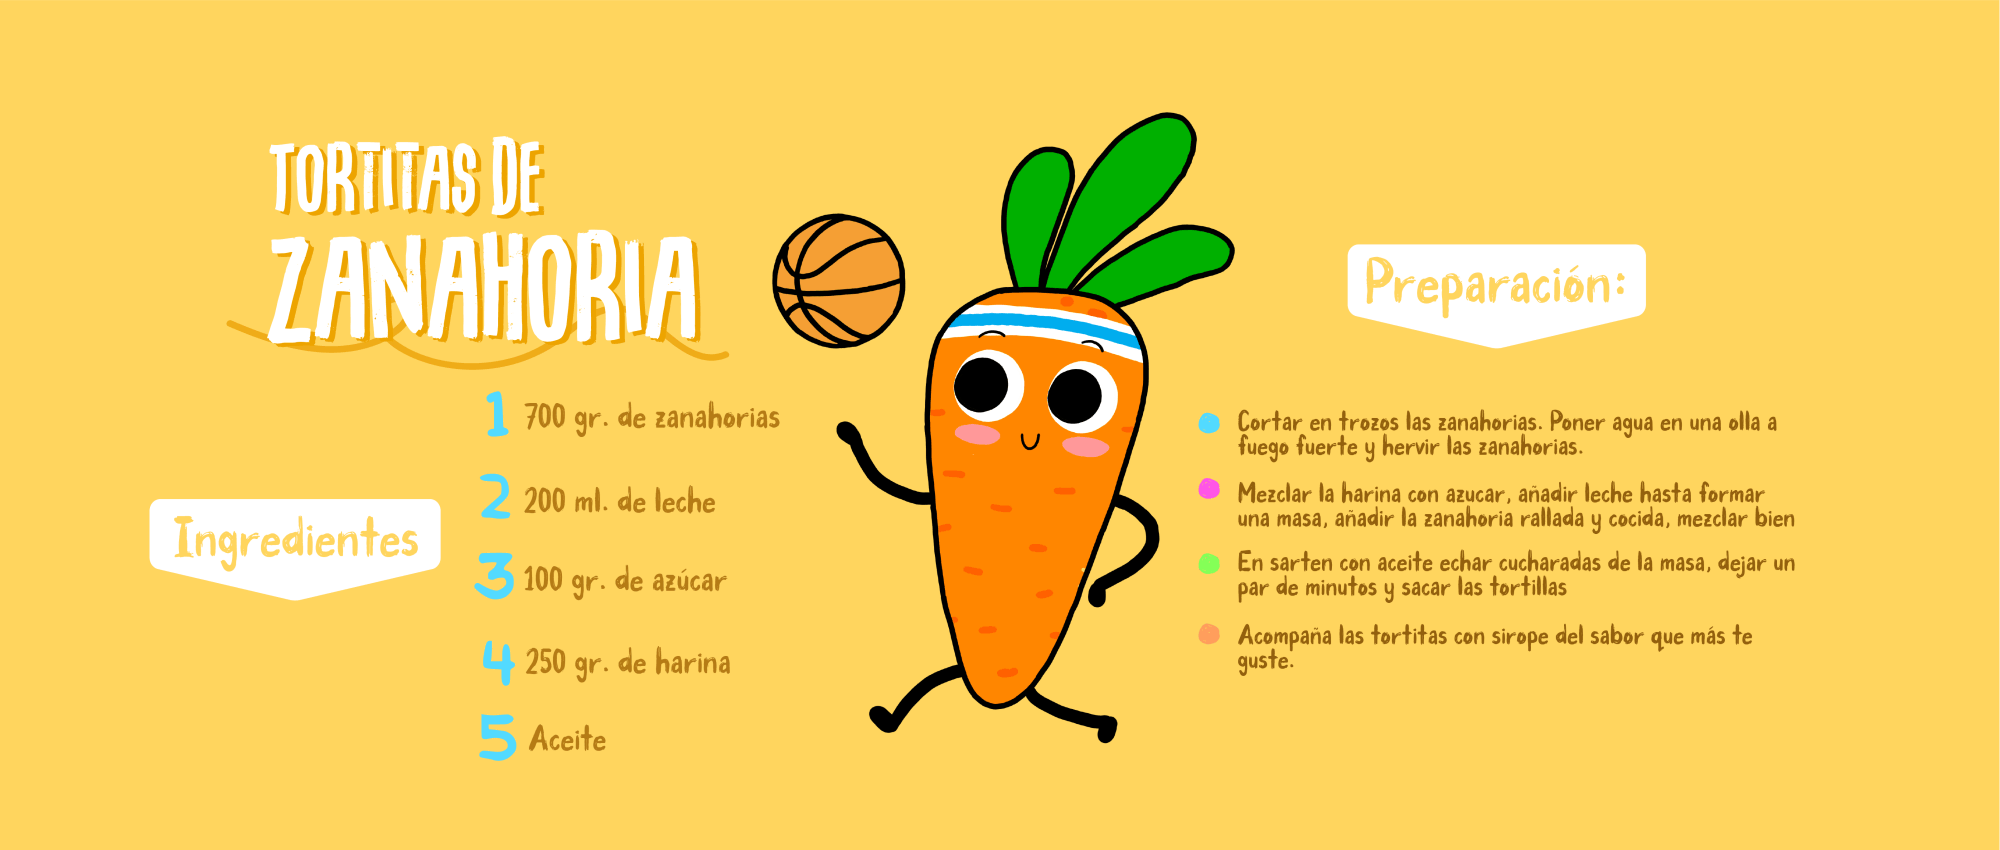 TORTITAS DE
ZANAHORIA
Ingredientes
1 700 gr. de zanahorias
2 200 ml. de leche
3 100 gr. de azúcar
4 250 gr. de harina
5 Aceite
Preparación:
Cortar en trozos las zanahorias. Poner agua en una olla a
fuego fuerte y hervir las zanahorias.
Mezclar la harina con azucar, añadir leche hasta formar
una masa, añadir la zanahoria rallada y cocida, mezclar bien
En sarten con aceite echar cucharadas de la masa, dejar un
par de minutos y sacar las tortillas
Acompaña las tortitas con sirope del sabor que más te
guste.